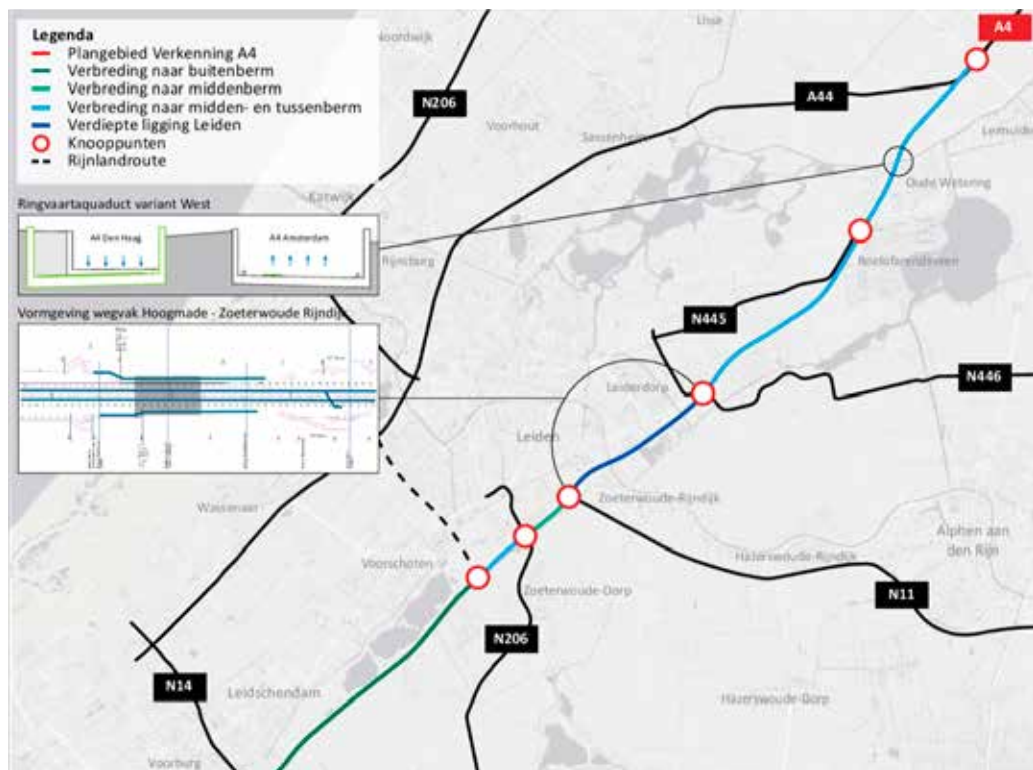 Legenda
Plangebied Verkenning A4
Verbreding naar buitenberm
Verbreding naar middenberm
Verbreding naar midden- en tussenberm
Verdiepte ligging Leiden
Knooppunten
Rijnlandroute
Ringvaartaquaduct variant West
A4 Den Haag
A4 Amsterdam
Vormgeving wegvak Hoogmade - Zoeterwoude Rijndijk
Lisse
A4
Noordwijk
N206
A44
Voorhout
Sassenheim
Leimuiden
Katwijk
Oude Wetering
Rijnsburg
Roelofarendsveen
N445
Leiderdorp
N446
Leiden
Wassenaar
Zoeterwoude-Rijndijk
Alphen aan
den Rijn
Hazerswoude-Rijndijk
Voorschoten
Zoeterwoude-Dorp
N11
N206
N14
Leidschendam
Hazerswoude-Dorp
Voorburg